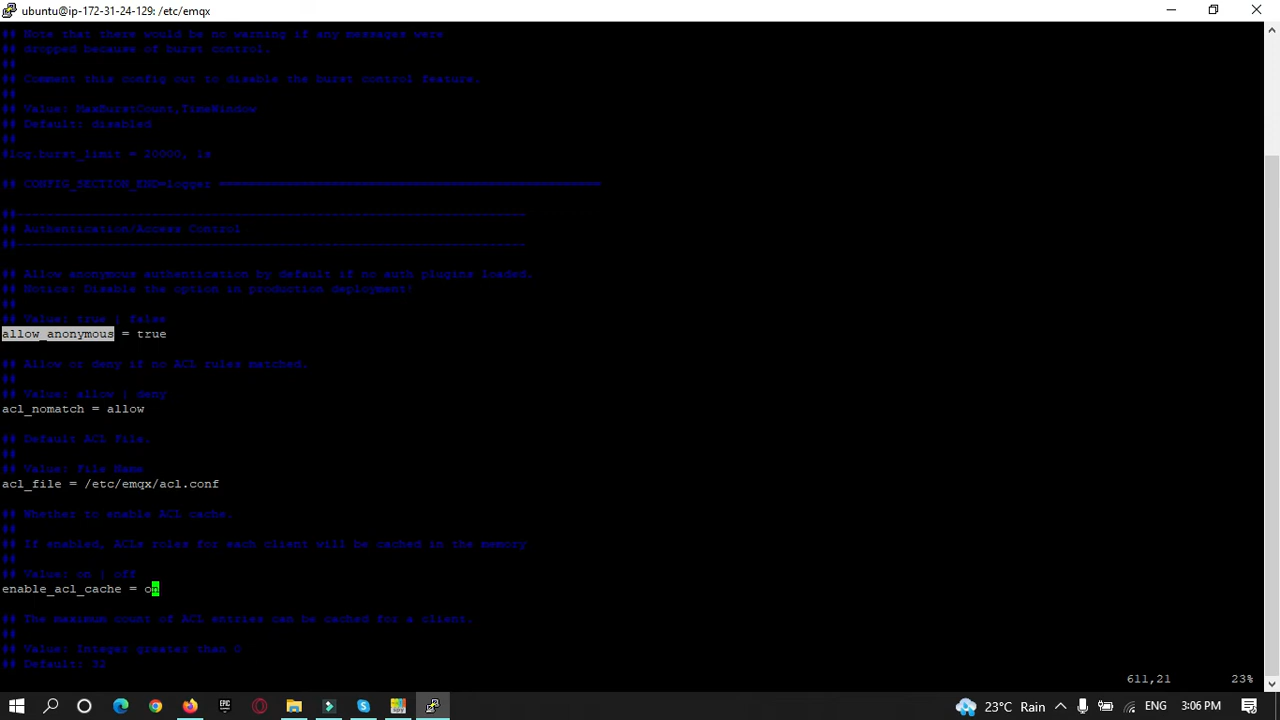 ubuntu@ip-172-31-24-129: /etc/emqx
## Note that there would be no warning if any messages were
## dropped because of burst control.
##
## Comment this config out to disable the burst control feature.
##
## Value: MaxBurstCount,TimeWindow
## Default: disabled
##
#log.burst_limit = 20000, 1s
## CONFIG_SECTION_END=logger ==================================================
##--------------------------------------------------------------------
## Authentication/Access Control
##--------------------------------------------------------------------
## Allow anonymous authentication by default if no auth plugins loaded.
## Notice: Disable the option in production deployment!
##
## Value: true | false
allow_anonymous = true
## Allow or deny if no ACL rules matched.
##
## Value: allow | deny
acl_nomatch = allow
## Default ACL File.
##
## Value: File Name
acl_file = /etc/emqx/acl.conf
## Whether to enable ACL cache.
##
## If enabled, ACLs roles for each client will be cached in the memory
##
## Value: on | off
enable_acl_cache = on
## The maximum count of ACL entries can be cached for a client.
##
## Value: Integer greater than 0
## Default: 32
611,21 23%
EPIC
spy
23°C Rain
ENG
3:06 PM